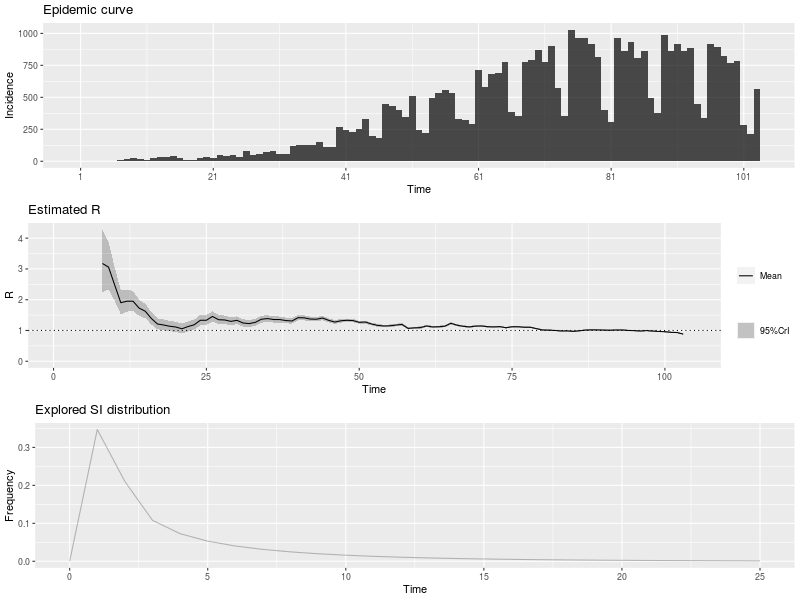 Epidemic curve
1000
750
500
250
0
Incidence
1 21 41 61 81 101
Time
Estimated R
4
3
2
1
0
R
0 25 50 75 100
Time
Mean
95%CrI
Explored SI distribution
0.3
0.2
0.1
0.0
Frequency
0 5 10 15 20 25
Time